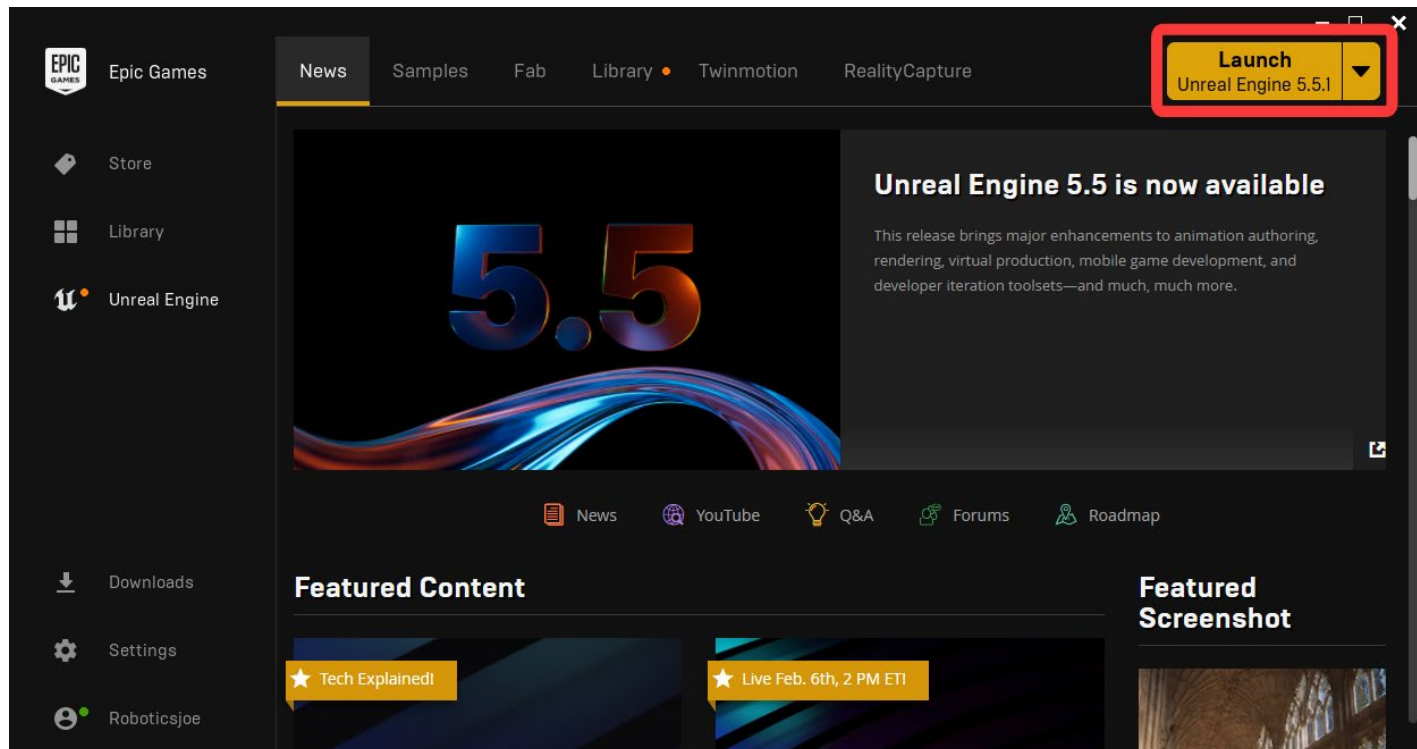 EPIC
GAMES
Epic Games
News
Samples
Fab
Library
Twinmotion
RealityCapture
Launch
Unreal Engine 5.5.1
Store
Library
Unreal Engine
5.5
Unreal Engine 5.5 is now available
This release brings major enhancements to animation authoring,
rendering, virtual production, mobile game development, and
developer iteration toolsets—and much, much more.
News
YouTube
Q&A
Forums
Roadmap
Downloads
Settings
Roboticsjoe
Featured Content
Tech Explained!
Live Feb. 6th, 2 PM ET!
Featured
Screenshot